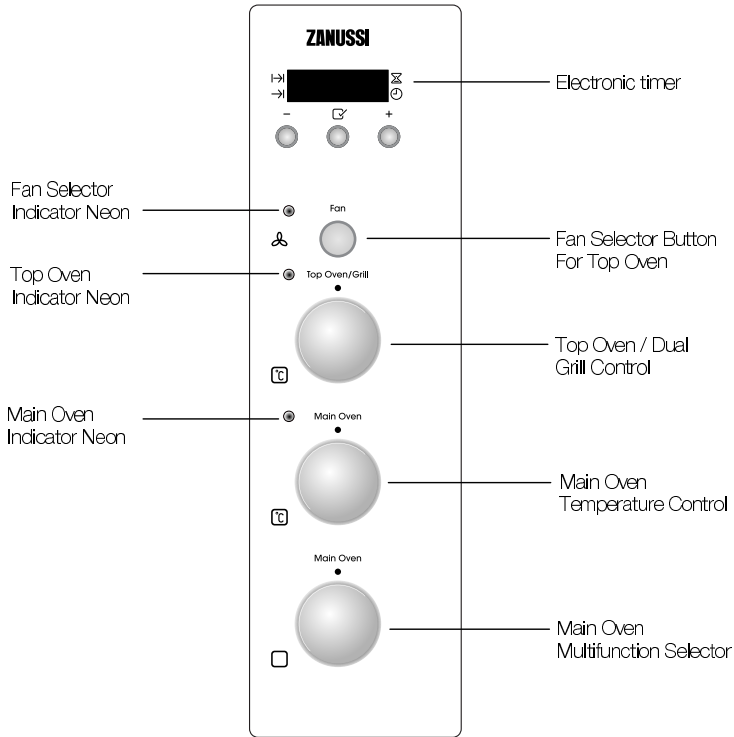 ZANUSSI
Electronic timer
- +
Fan Selector
Indicator Neon
Fan
Fan Selector Button
For Top Oven
Top Oven
Indicator Neon
Top Oven/Grill
Top Oven / Dual
Grill Control
°C
Main Oven
Indicator Neon
Main Oven
Main Oven
Temperature Control
°C
Main Oven
Main Oven
Multifunction Selector